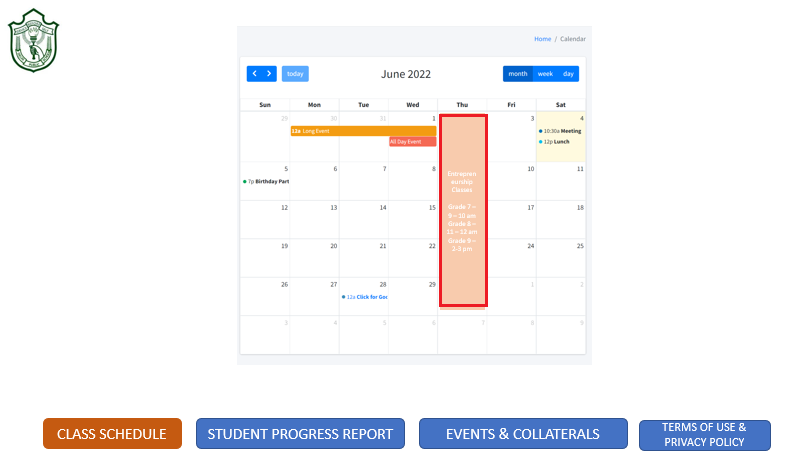 Home / Calendar
today
June 2022
month week day
Sun Mon Tue Wed Thu Fri Sat
29 30 31 1 3 4
12a Long Event
All Day Event
10:30a Meeting
12p Lunch
5 6 7 8 10 11
7p Birthday Part
Entrepren
eurship
Classes
Grade 7 –
9 – 10 am
Grade 8 –
11 – 12 am
Grade 9 –
2-3 pm
12 13 14 15 17 18
19 20 21 22 24 25
26 27 28 29 1 2
12a Click for Goo
3 4 5 6 7 8 9
CLASS SCHEDULE
STUDENT PROGRESS REPORT
EVENTS & COLLATERALS
TERMS OF USE &
PRIVACY POLICY